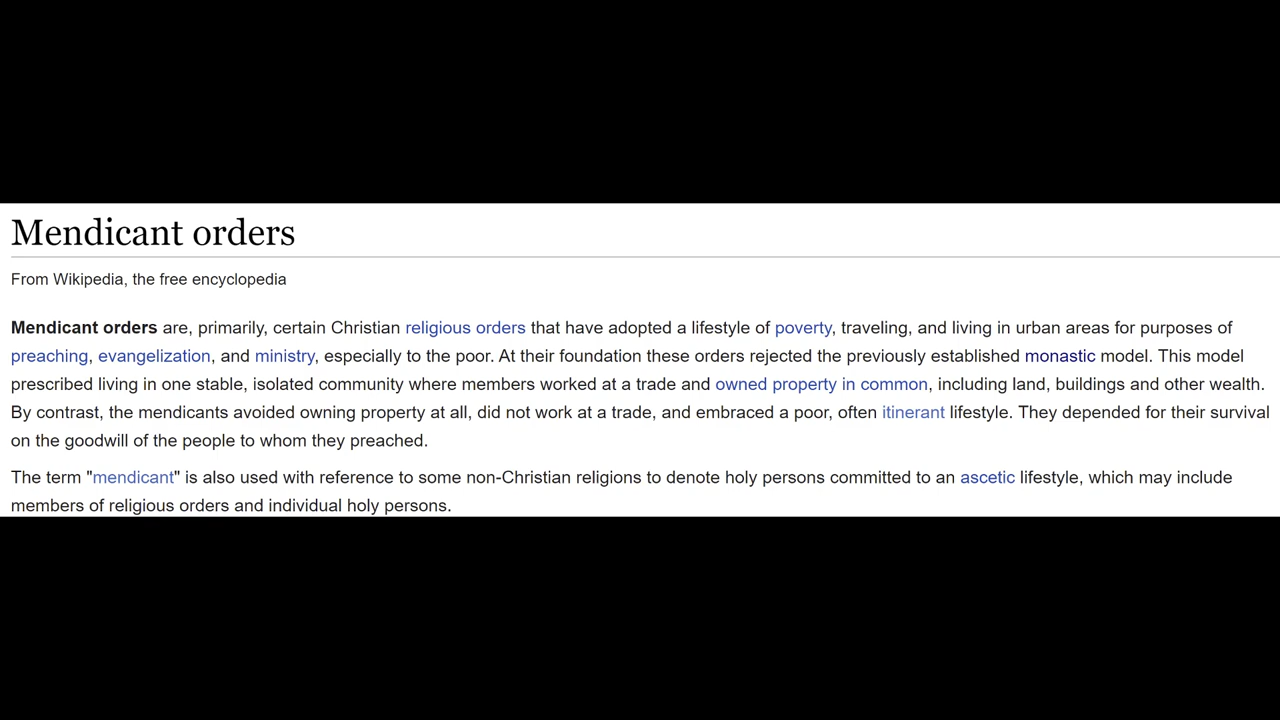 Mendicant orders
From Wikipedia, the free encyclopedia
Mendicant orders are, primarily, certain Christian religious orders that have adopted a lifestyle of poverty, traveling, and living in urban areas for purposes of
preaching, evangelization, and ministry, especially to the poor. At their foundation these orders rejected the previously established monastic model. This model
prescribed living in one stable, isolated community where members worked at a trade and owned property in common, including land, buildings and other wealth.
By contrast, the mendicants avoided owning property at all, did not work at a trade, and embraced a poor, often itinerant lifestyle. They depended for their survival
on the goodwill of the people to whom they preached.
The term "mendicant" is also used with reference to some non-Christian religions to denote holy persons committed to an ascetic lifestyle, which may include
members of religious orders and individual holy persons.